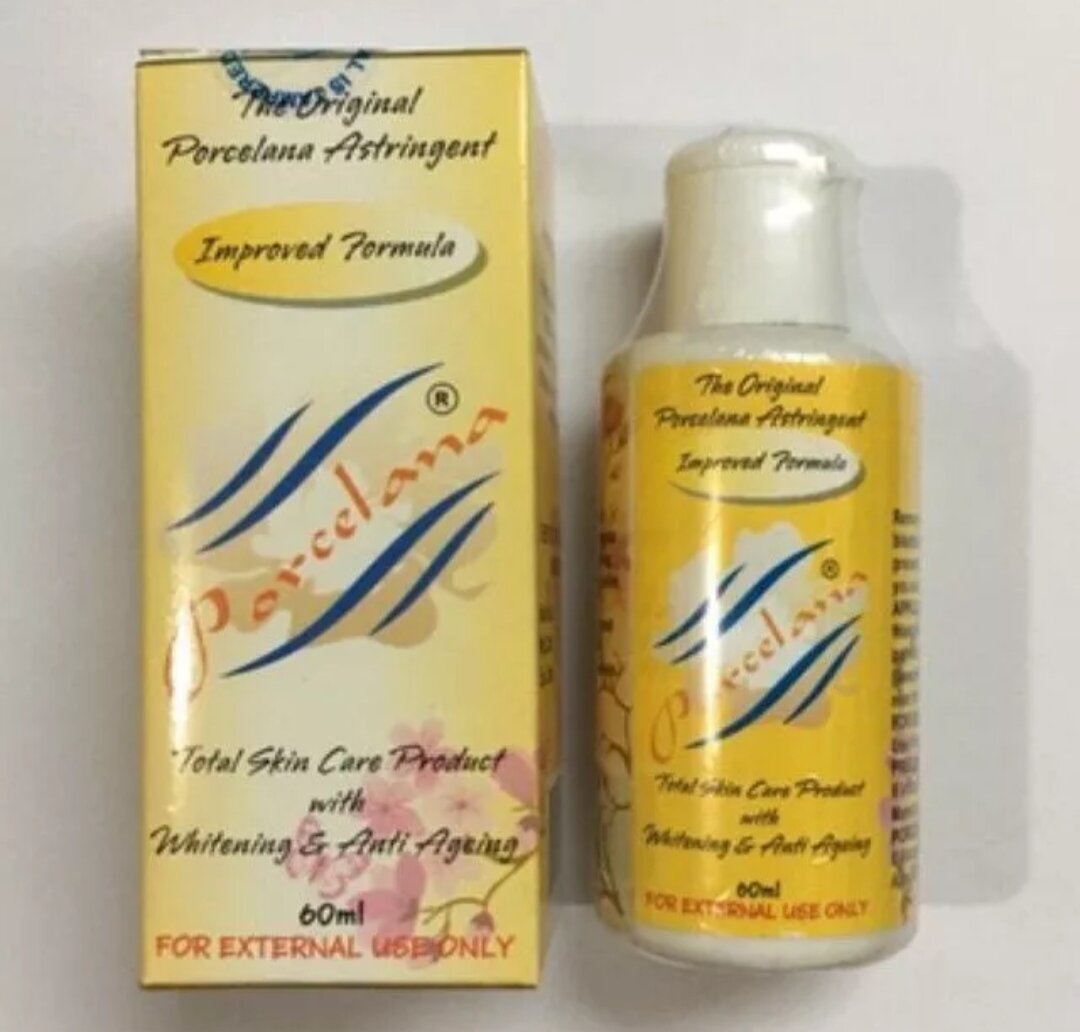 The Original
Porcelana Astringent
Improved Formula
®
Porcelana
Total Skin Care Product
with
Whitening & Anti Ageing
60ml
FOR EXTERNAL USE ONLY
The Original
Porcelana Astringent
Improved Formula
®
Porcelana
Total Skin Care Product
with
Whitening & Anti Ageing
60ml
FOR EXTERNAL USE ONLY